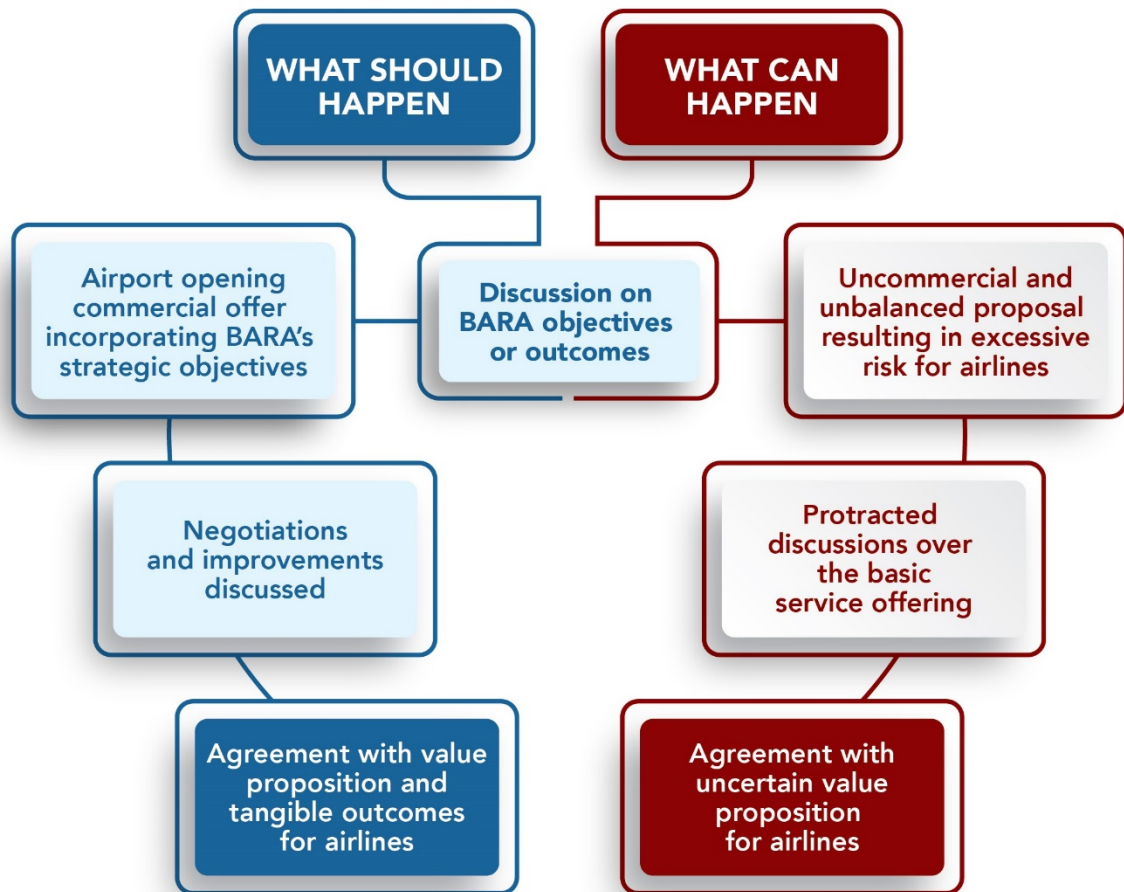 WHAT SHOULD
HAPPEN
WHAT CAN
HAPPEN
Discussion on
BARA objectives
or outcomes
Airport opening
commercial offer
incorporating BARA’s
strategic objectives
Negotiations
and improvements
discussed
Agreement with value
proposition and
tangible outcomes
for airlines
Uncommercial and
unbalanced proposal
resulting in excessive
risk for airlines
Protracted
discussions over
the basic
service offering
Agreement with
uncertain value
proposition
for airlines